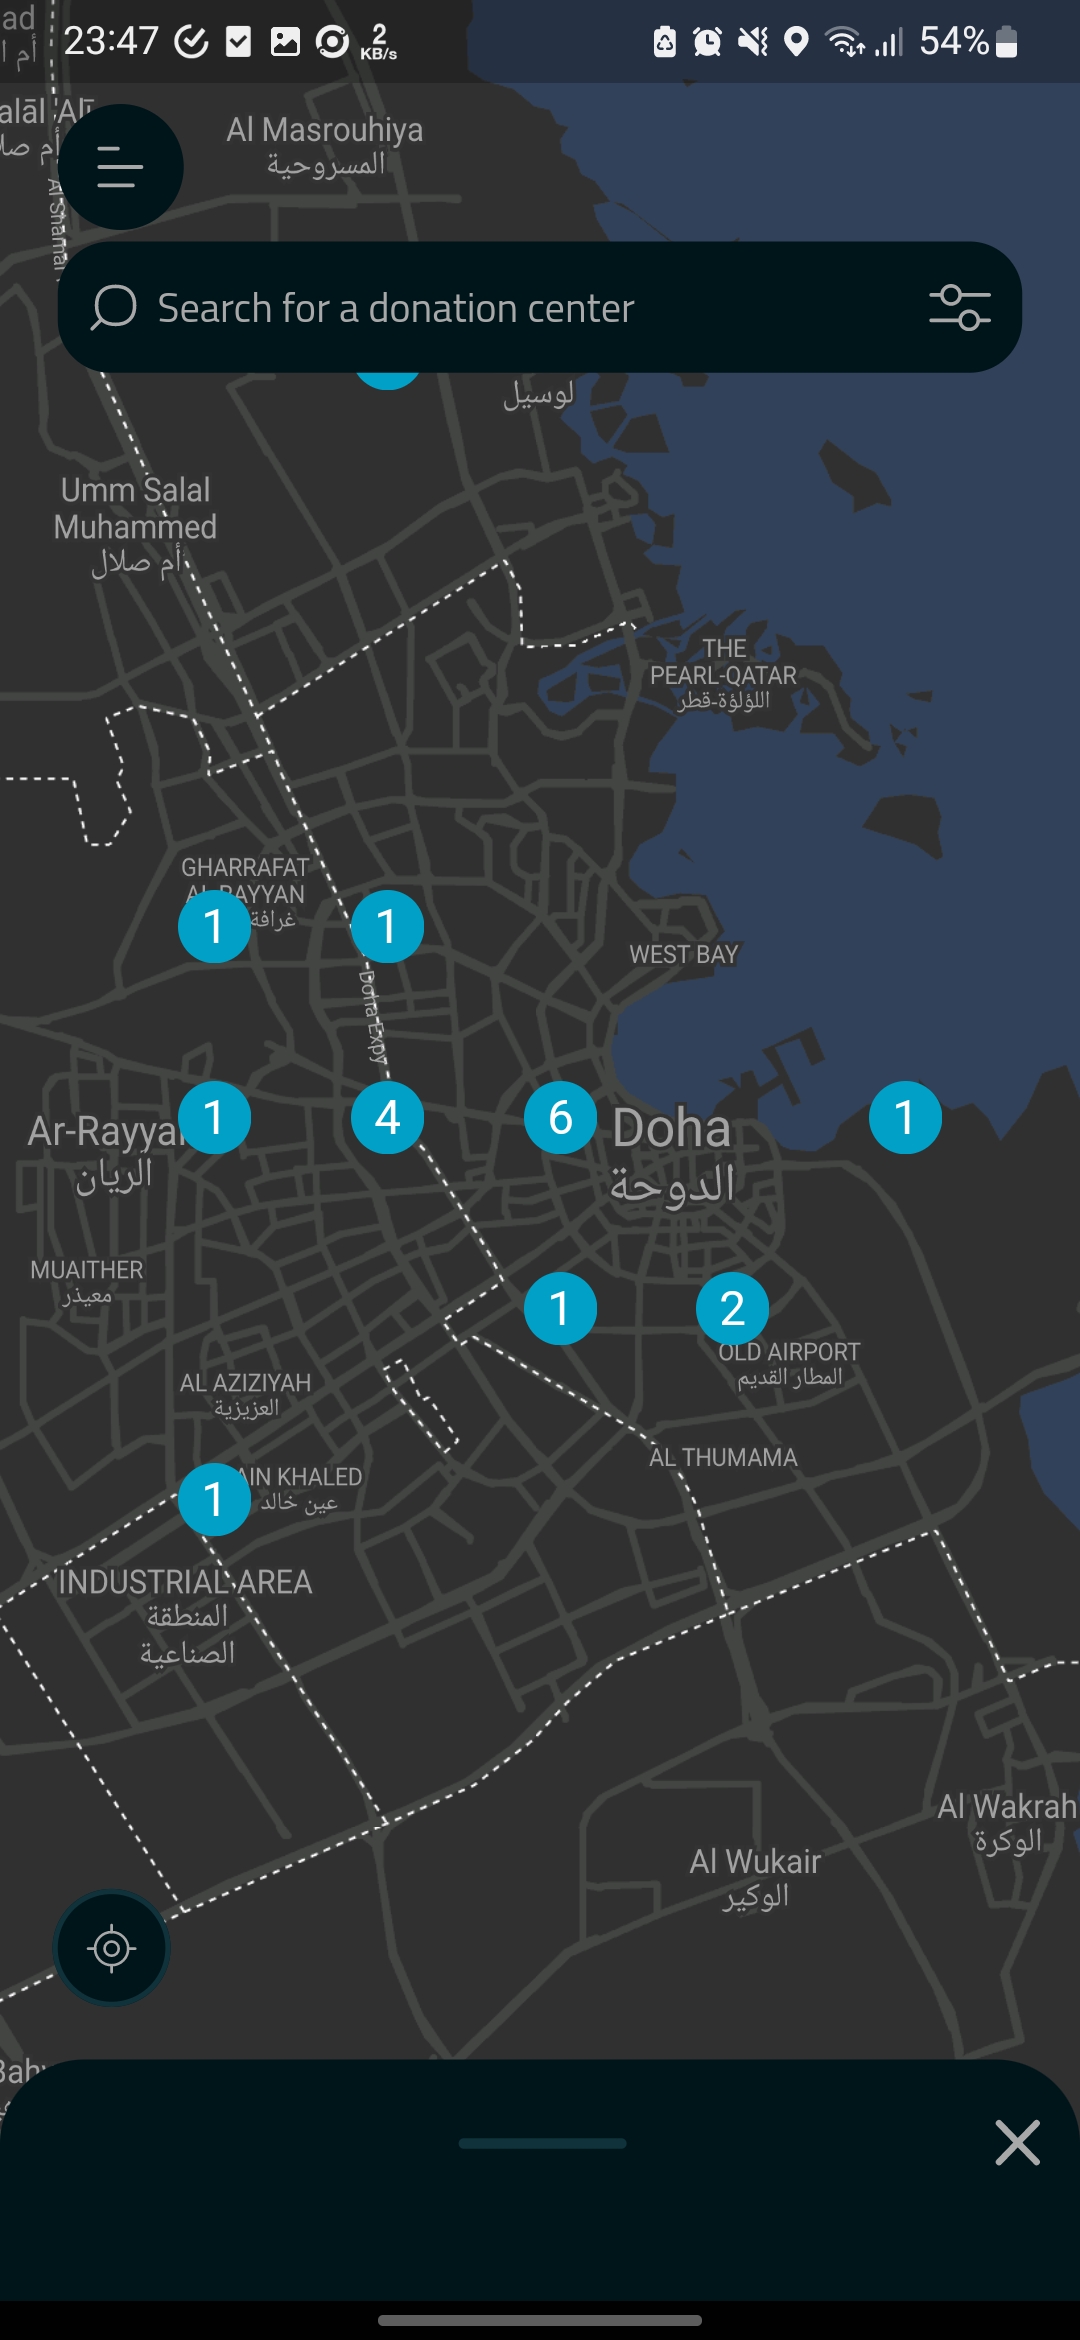 ad
23:47
2
KB/s
54%
أم ا
alāl Alī
أم صلا
Al Shamal
Al Masrouhiya
المسروحية
Search for a donation center
لوسيل
Umm Salal
Muhammed
أم صلال
THE
PEARL-QATAR
اللؤلؤة-قطر
GHARRAFAT
AL-RAYYAN
غرافة
1
1
WEST BAY
Doha Expy
1
4
6
1
Ar-Rayyan
الريان
Doha
الدوحة
MUAITHER
معيذر
1
2
OLD AIRPORT
المطار القديم
AL AZIZIYAH
العزيزية
AL THUMAMA
1
AIN KHALED
عين خالد
INDUSTRIAL AREA
المنطقة
الصناعية
Al Wakrah
الوكرة
Al Wukair
الوكير